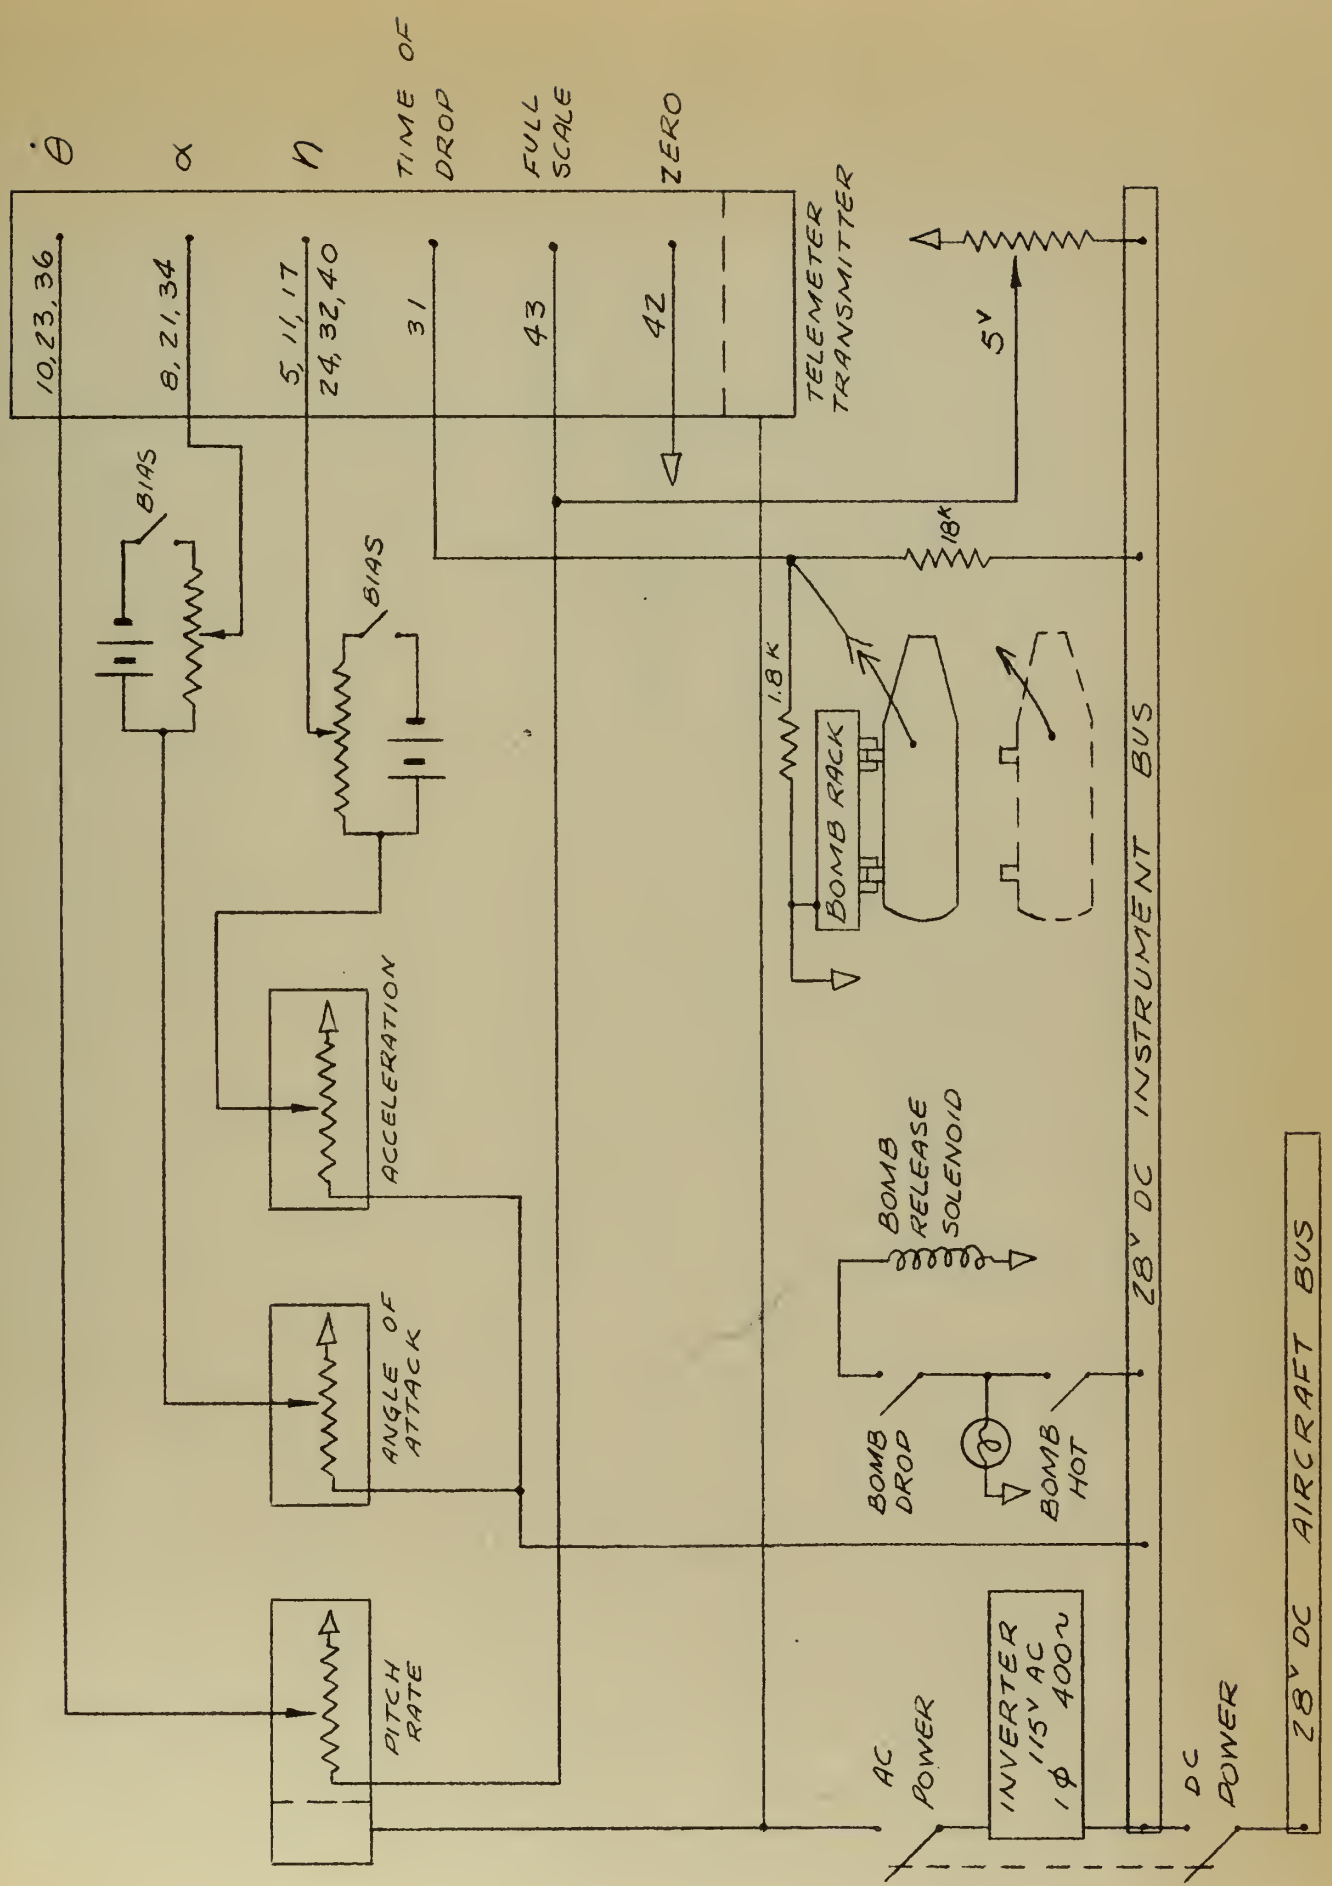 θ̇
α
n
TIME OF
DROP
FULL
SCALE
ZERO
10, 23, 36
8, 21, 34
5, 11, 17
24, 32, 40
31
43
42
TELEMETER
TRANSMITTER
BIAS
BIAS
5V
18K
1.8K
BOMB RACK
ACCELERATION
ANGLE OF
ATTACK
PITCH
RATE
BOMB
RELEASE
SOLENOID
BOMB
DROP
BOMB
HOT
AC
POWER
INVERTER
115V AC
1φ 400~
28V DC INSTRUMENT BUS
DC
POWER
28V DC AIRCRAFT BUS